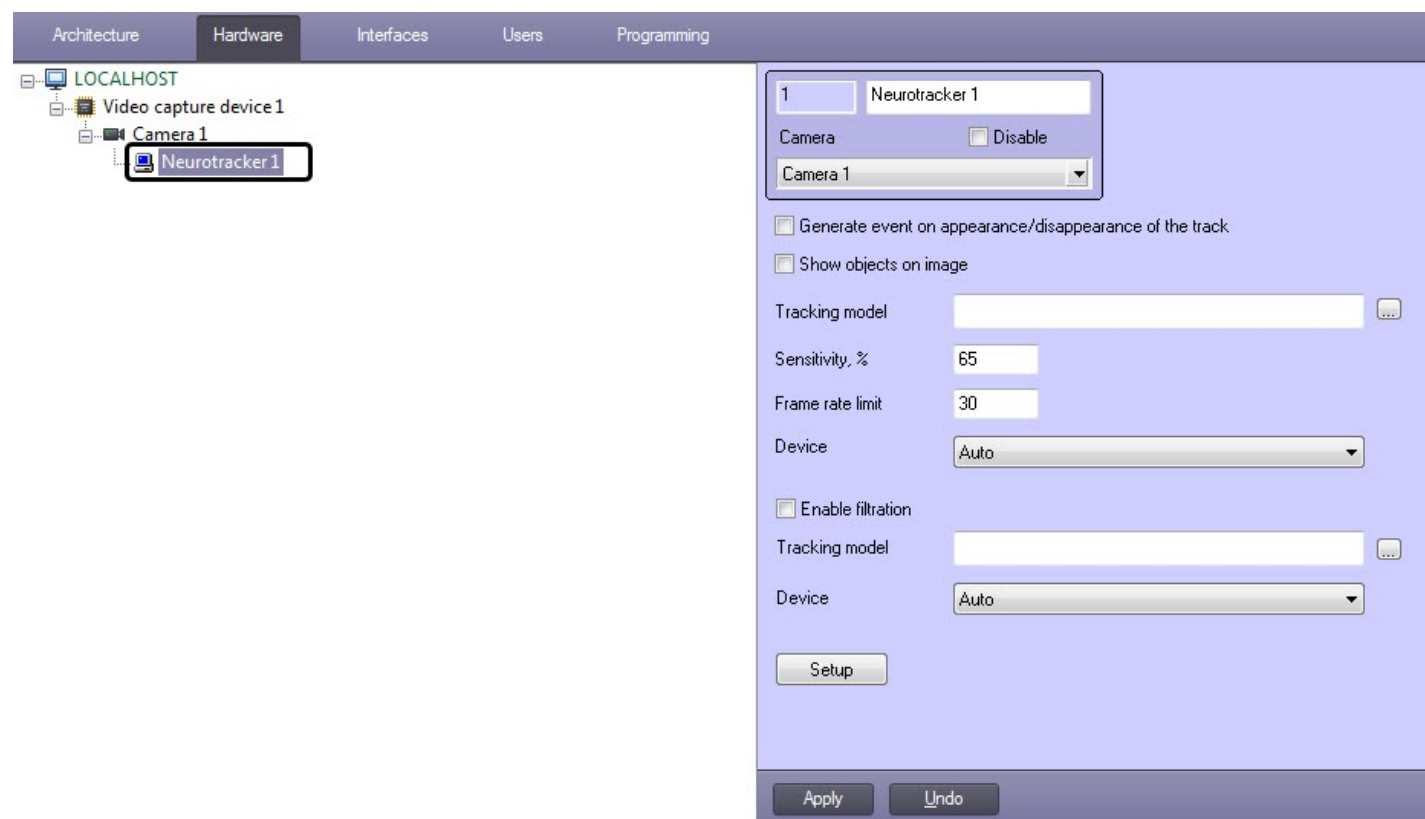 Architecture Hardware Interfaces Users Programming
LOCALHOST
Video capture device 1
Camera 1
Neurotracker 1
1 Neurotracker 1
Camera Disable
Camera 1
Generate event on appearance/disappearance of the track
Show objects on image
Tracking model ...
Sensitivity, % 65
Frame rate limit 30
Device Auto
Enable filtration
Tracking model ...
Device Auto
Setup
Apply Undo